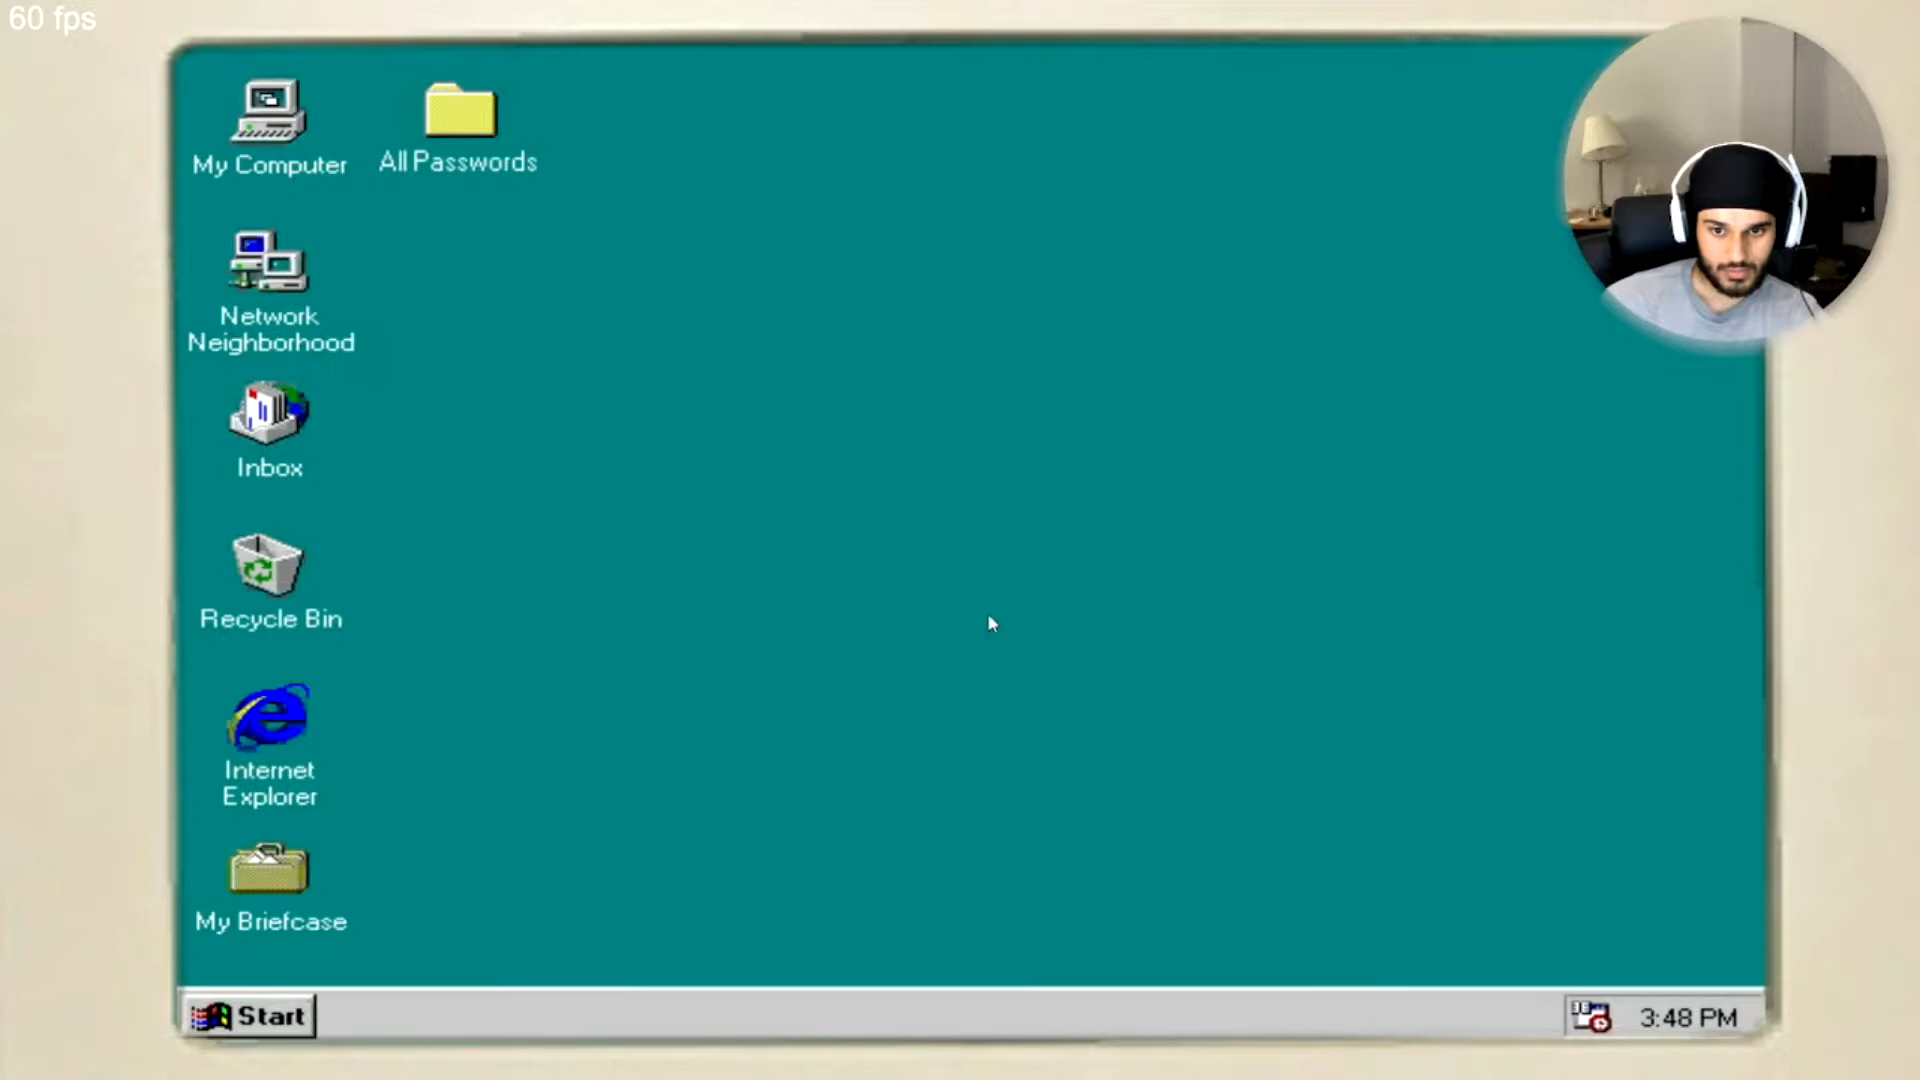 60 fps
My Computer
All Passwords
Network
Neighborhood
Inbox
Recycle Bin
Internet
Explorer
My Briefcase
Start
3:48 PM